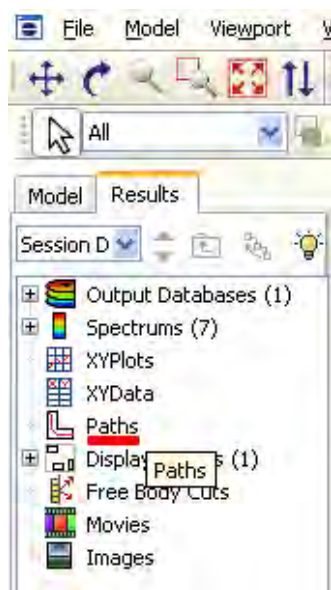 File Model Viewport
All
Model Results
Session D
Output Databases (1)
Spectrums (7)
XYPlots
XYData
Paths
Display s (1)
Paths
Free Body Cuts
Movies
Images